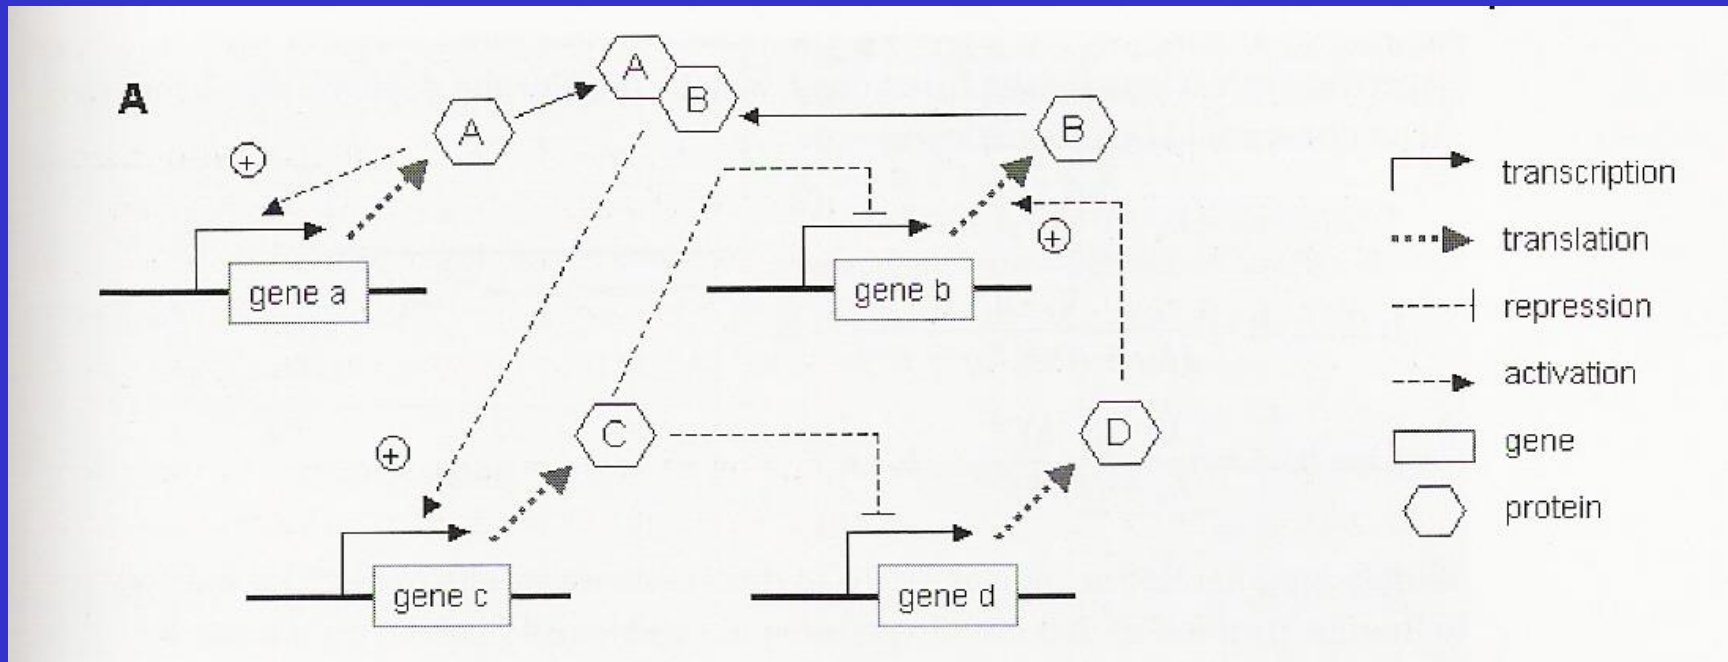 A
A
B
A
B
+
+
gene a
gene b
C
D
+
gene c
gene d
transcription
translation
repression
activation
gene
protein